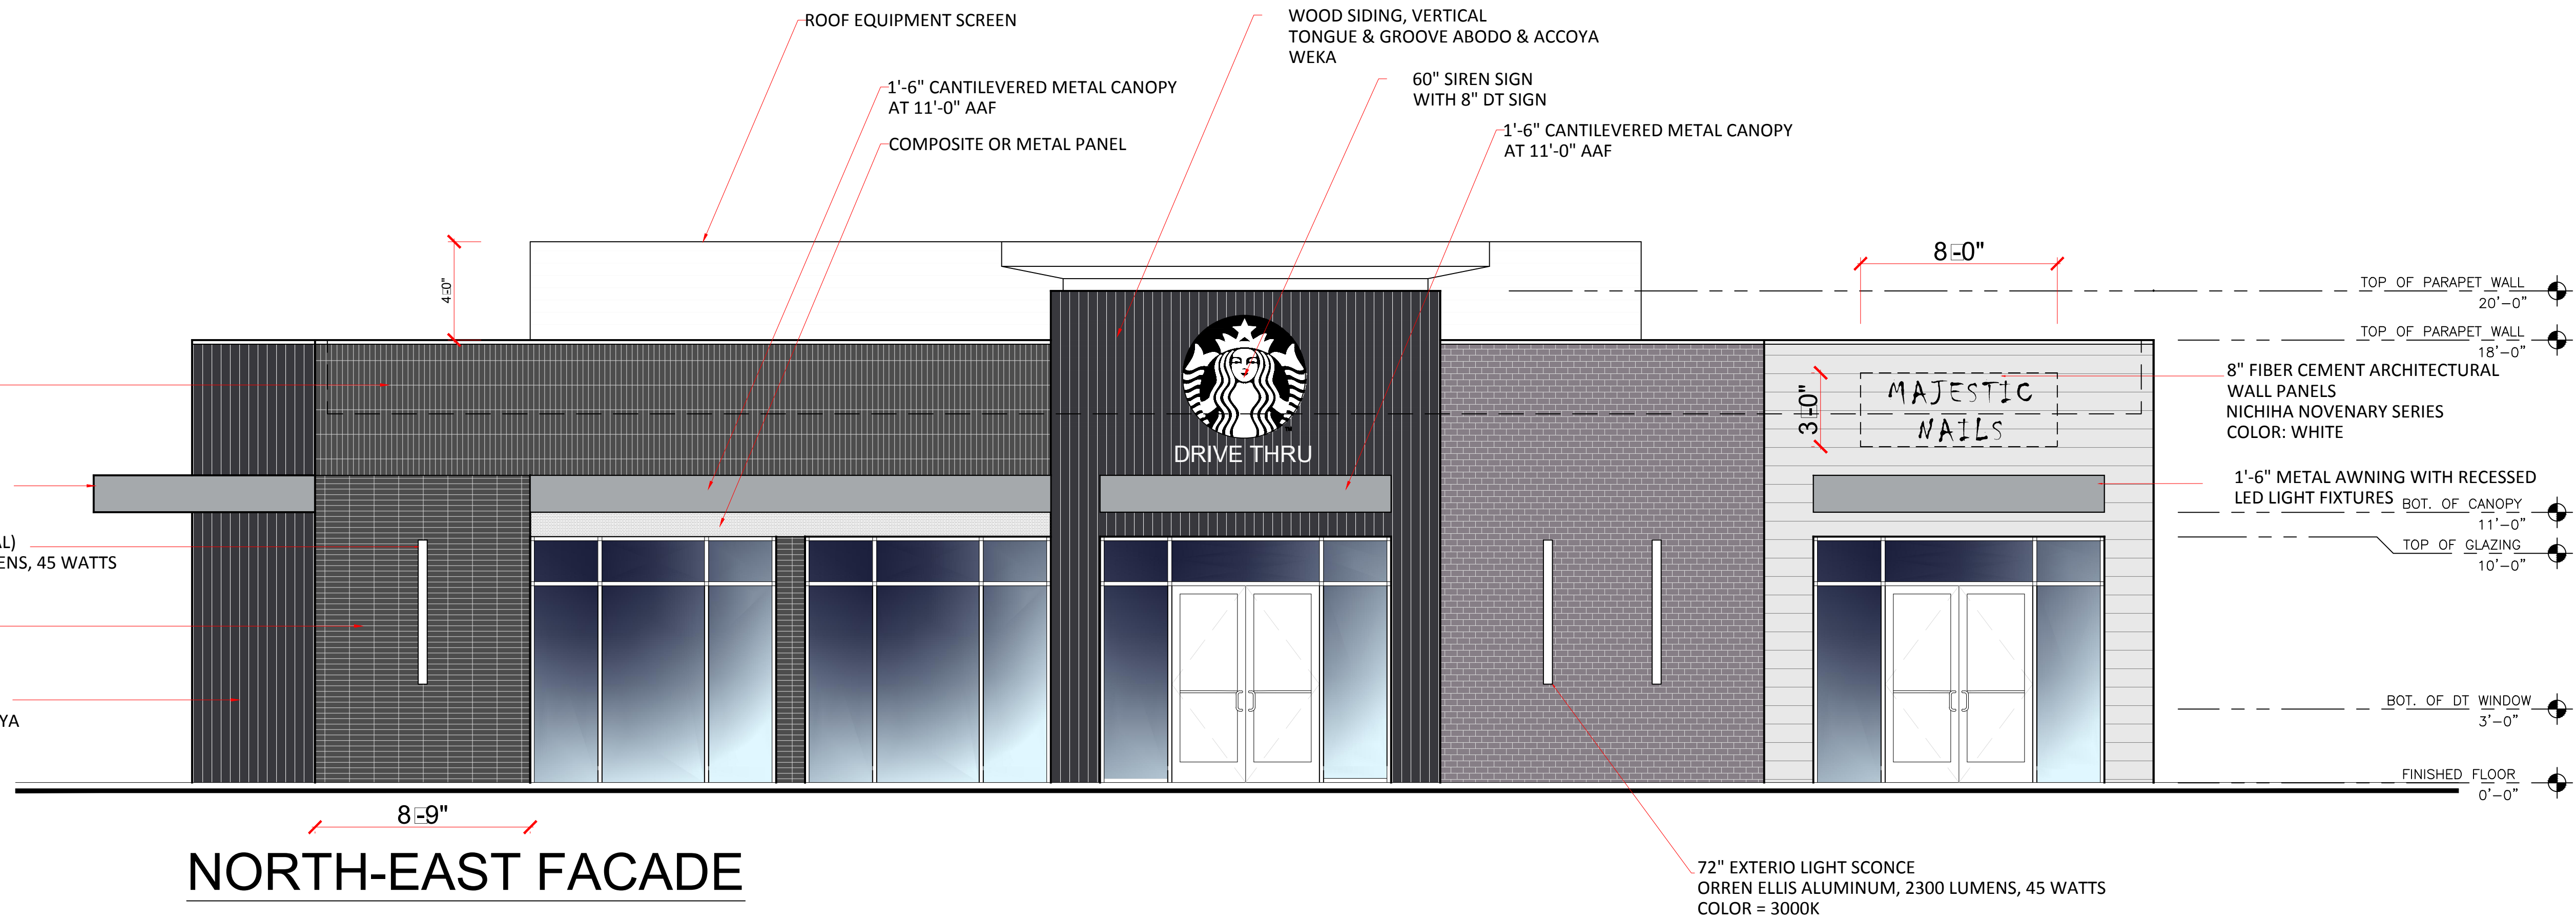 ROOF EQUIPMENT SCREEN
WOOD SIDING, VERTICAL
TONGUE & GROOVE ABODO & ACCOYA
WEKA
1'-6" CANTILEVERED METAL CANOPY
AT 11'-0" AAF
60" SIREN SIGN
WITH 8" DT SIGN
COMPOSITE OR METAL PANEL
1'-6" CANTILEVERED METAL CANOPY
AT 11'-0" AAF
4-0"
8-0"
TOP OF PARAPET WALL
20'-0"
TOP OF PARAPET WALL
18'-0"
8" FIBER CEMENT ARCHITECTURAL
WALL PANELS
NICHIHA NOVENARY SERIES
COLOR: WHITE
3-0"
MAJESTIC
NAILS
DRIVE THRU
1'-6" METAL AWNING WITH RECESSED
LED LIGHT FIXTURES
BOT. OF CANOPY
11'-0"
TOP OF GLAZING
10'-0"
AL)
ENS, 45 WATTS
YA
BOT. OF DT WINDOW
3'-0"
FINISHED FLOOR
0'-0"
8-9"
NORTH-EAST FACADE
72" EXTERIO LIGHT SCONCE
ORREN ELLIS ALUMINUM, 2300 LUMENS, 45 WATTS
COLOR = 3000K